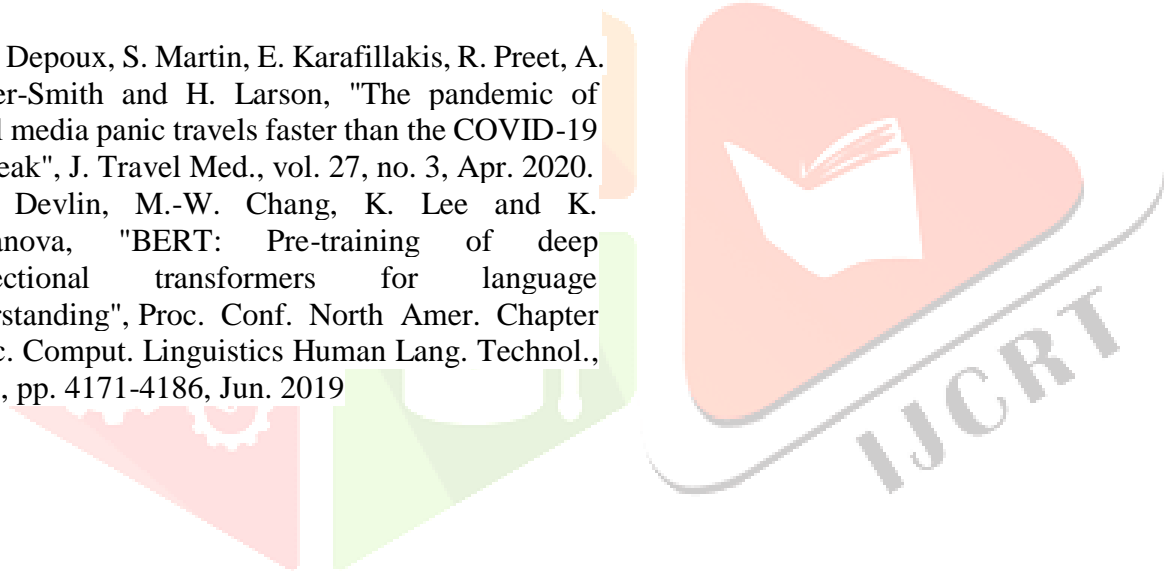 Depoux, S. Martin, E. Karafillakis, R. Preet, A.
er-Smith and H. Larson, "The pandemic of
l media panic travels faster than the COVID-19
eak", J. Travel Med., vol. 27, no. 3, Apr. 2020.
Devlin, M.-W. Chang, K. Lee and K.
anova, "BERT: Pre-training of deep
ectional transformers for language
rstanding", Proc. Conf. North Amer. Chapter
c. Comput. Linguistics Human Lang. Technol.,
, pp. 4171-4186, Jun. 2019
IJCRT